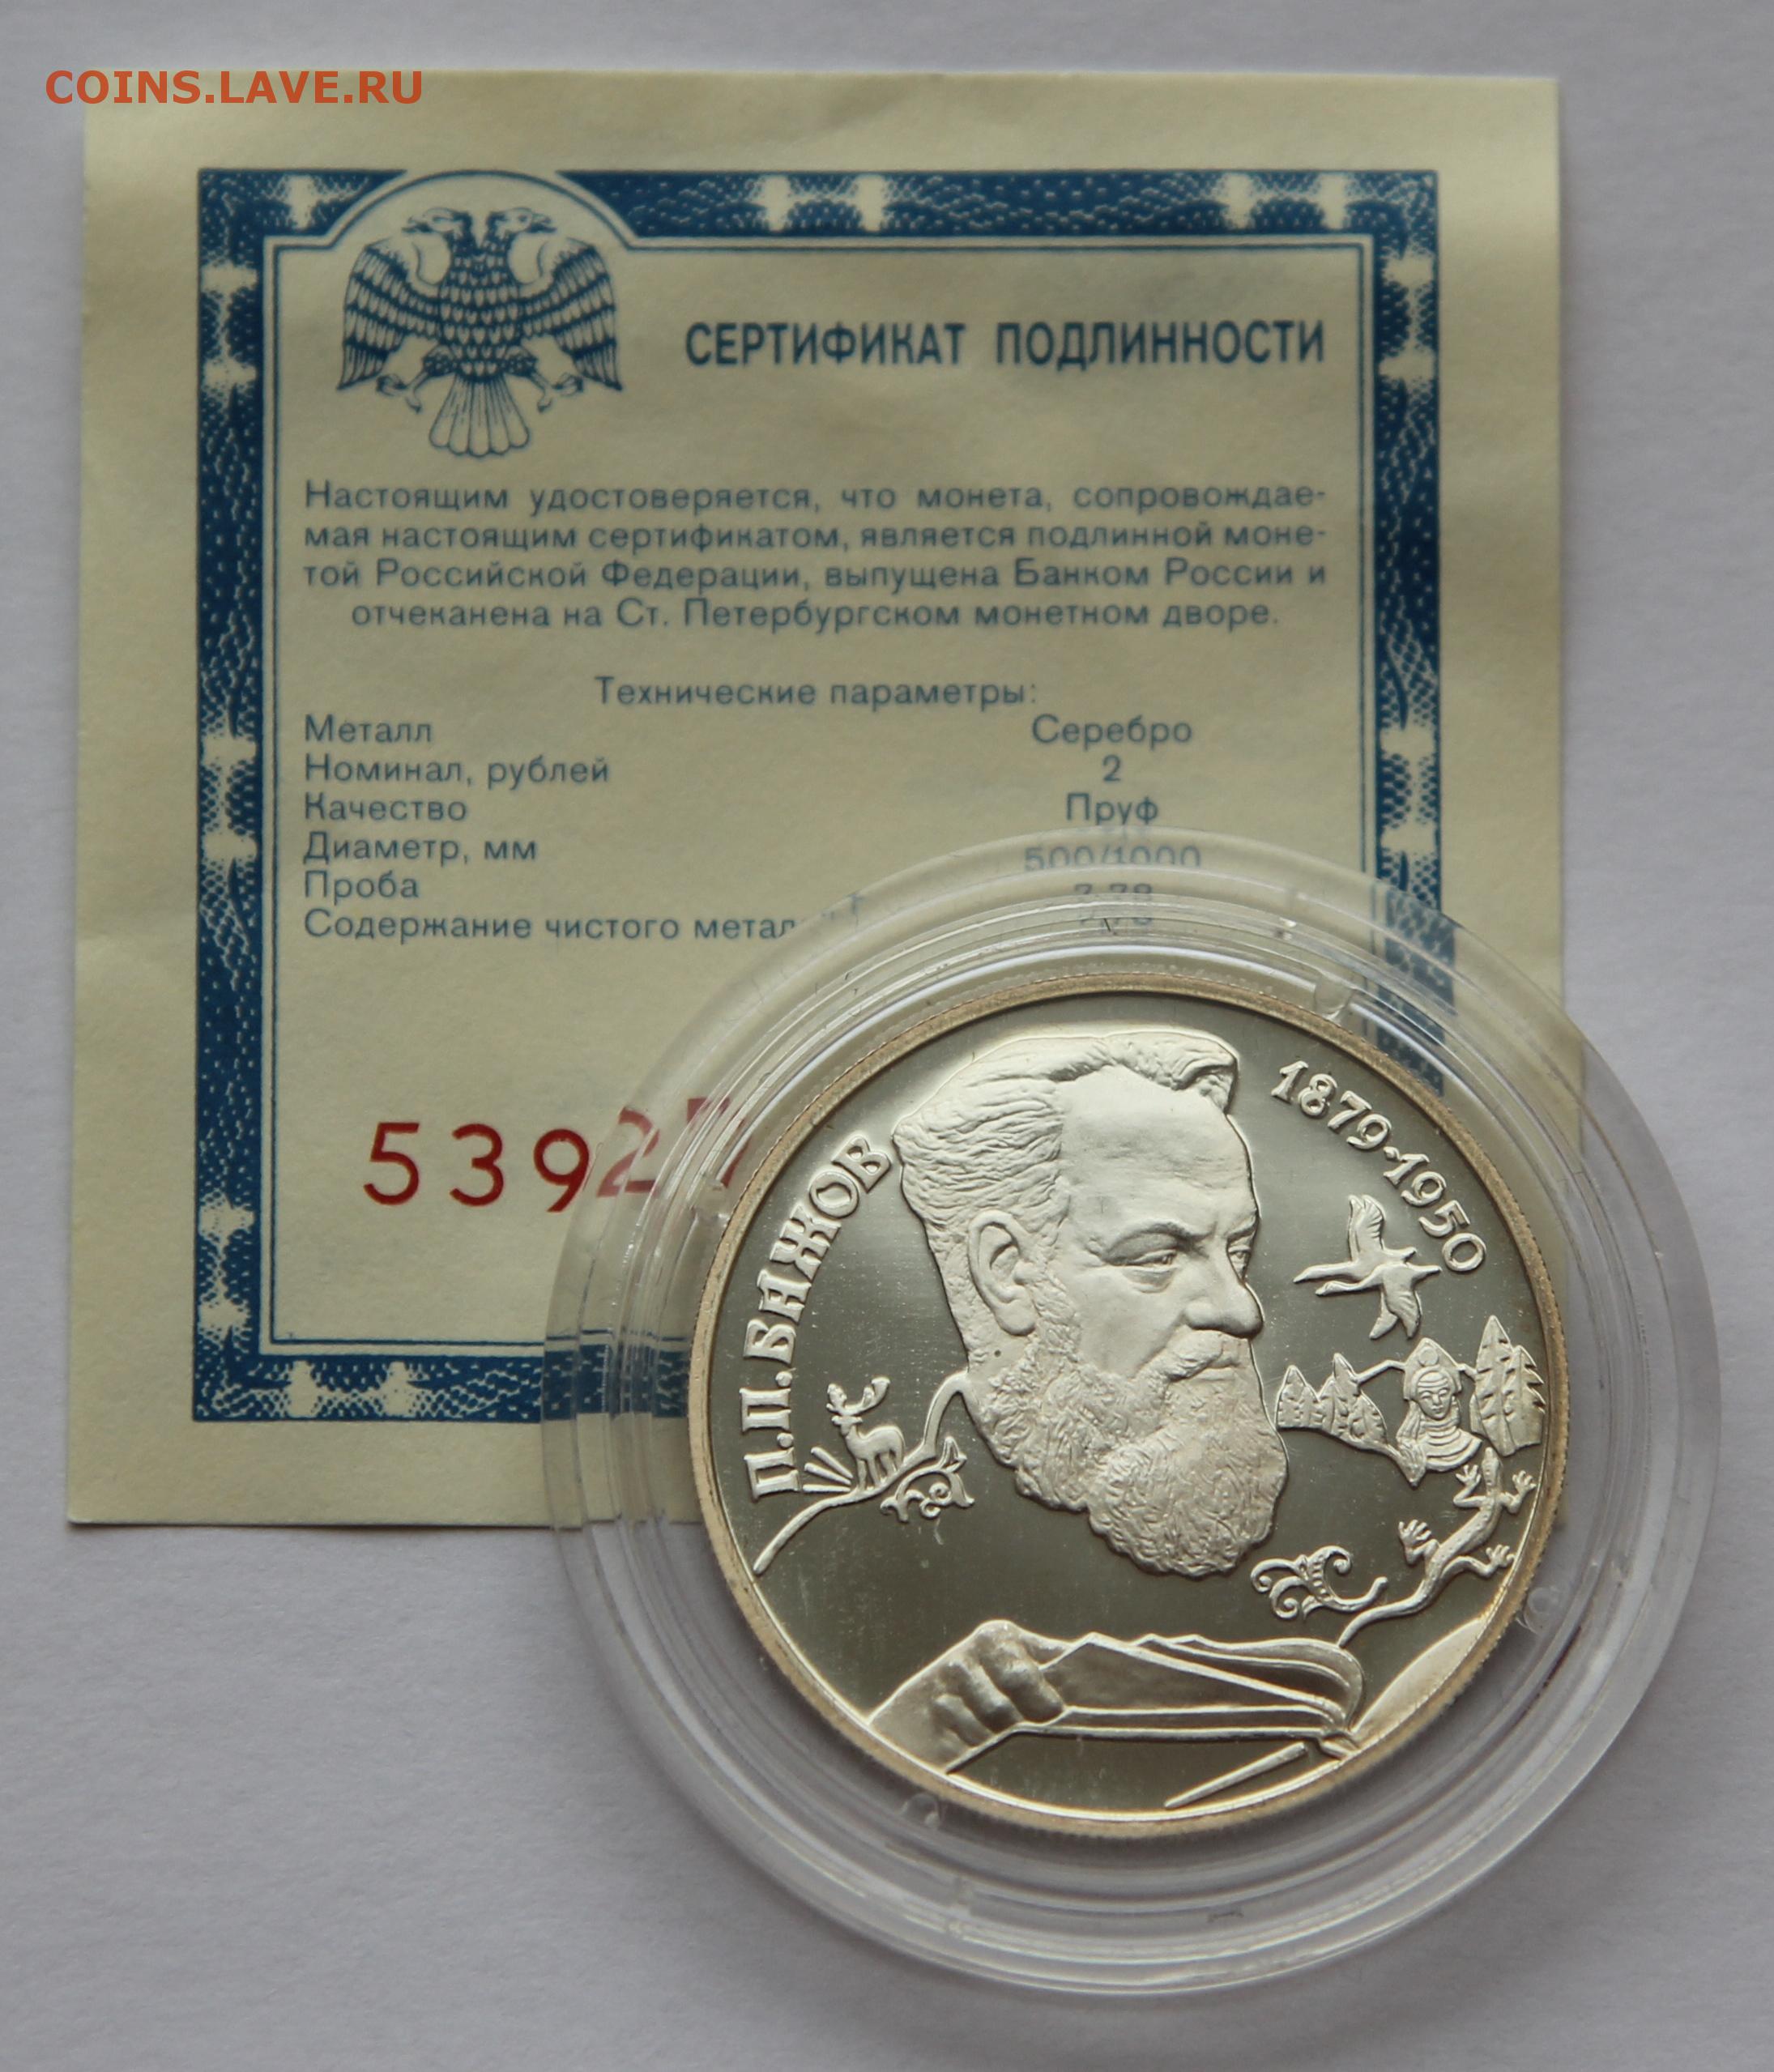 COINS.LAVE.RU
СЕРТИФИКАТ ПОДЛИННОСТИ
Настоящим удостоверяется, что монета, сопровождае-
мая настоящим сертификатом, является подлинной моне-
той Российской Федерации, выпущена Банком России и
отчеканена на Ст. Петербургском монетном дворе.
Технические параметры:
Металл Серебро
Номинал, рублей 2
Качество Пруф
Диаметр, мм
Проба 500/1000
Содержание чистого 7,78
П.П.БАЖОВ
1879-1950